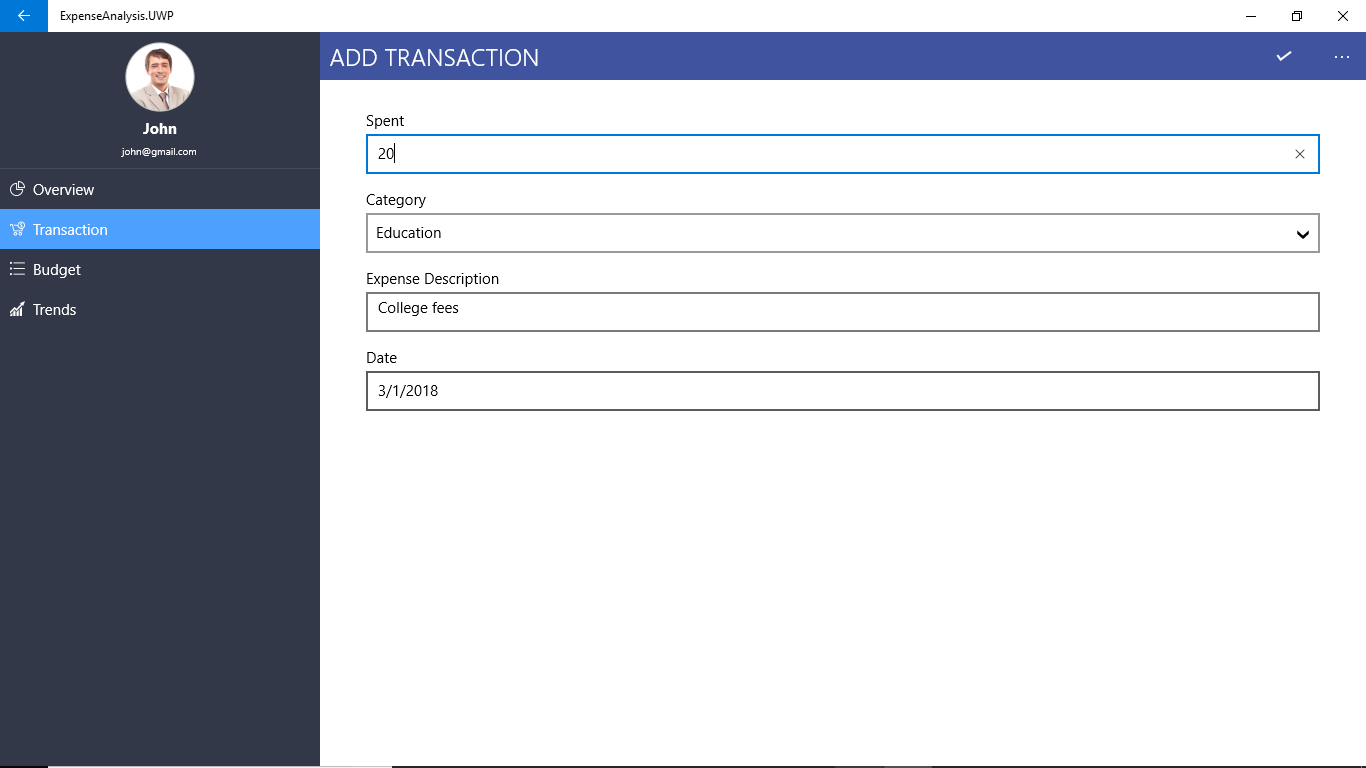 ExpenseAnalysis.UWP
John
john@gmail.com
Overview
Transaction
Budget
Trends
ADD TRANSACTION
Spent
20
Category
Education
Expense Description
College fees
Date
3/1/2018